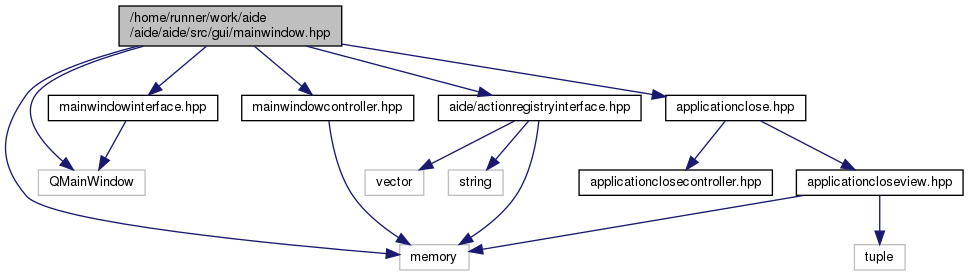 /home/runner/work/aide
/aide/aide/src/gui/mainwindow.hpp
mainwindowinterface.hpp
mainwindowcontroller.hpp
aide/actionregistryinterface.hpp
applicationclose.hpp
QMainWindow
vector
string
applicationclosecontroller.hpp
applicationcloseview.hpp
memory
tuple